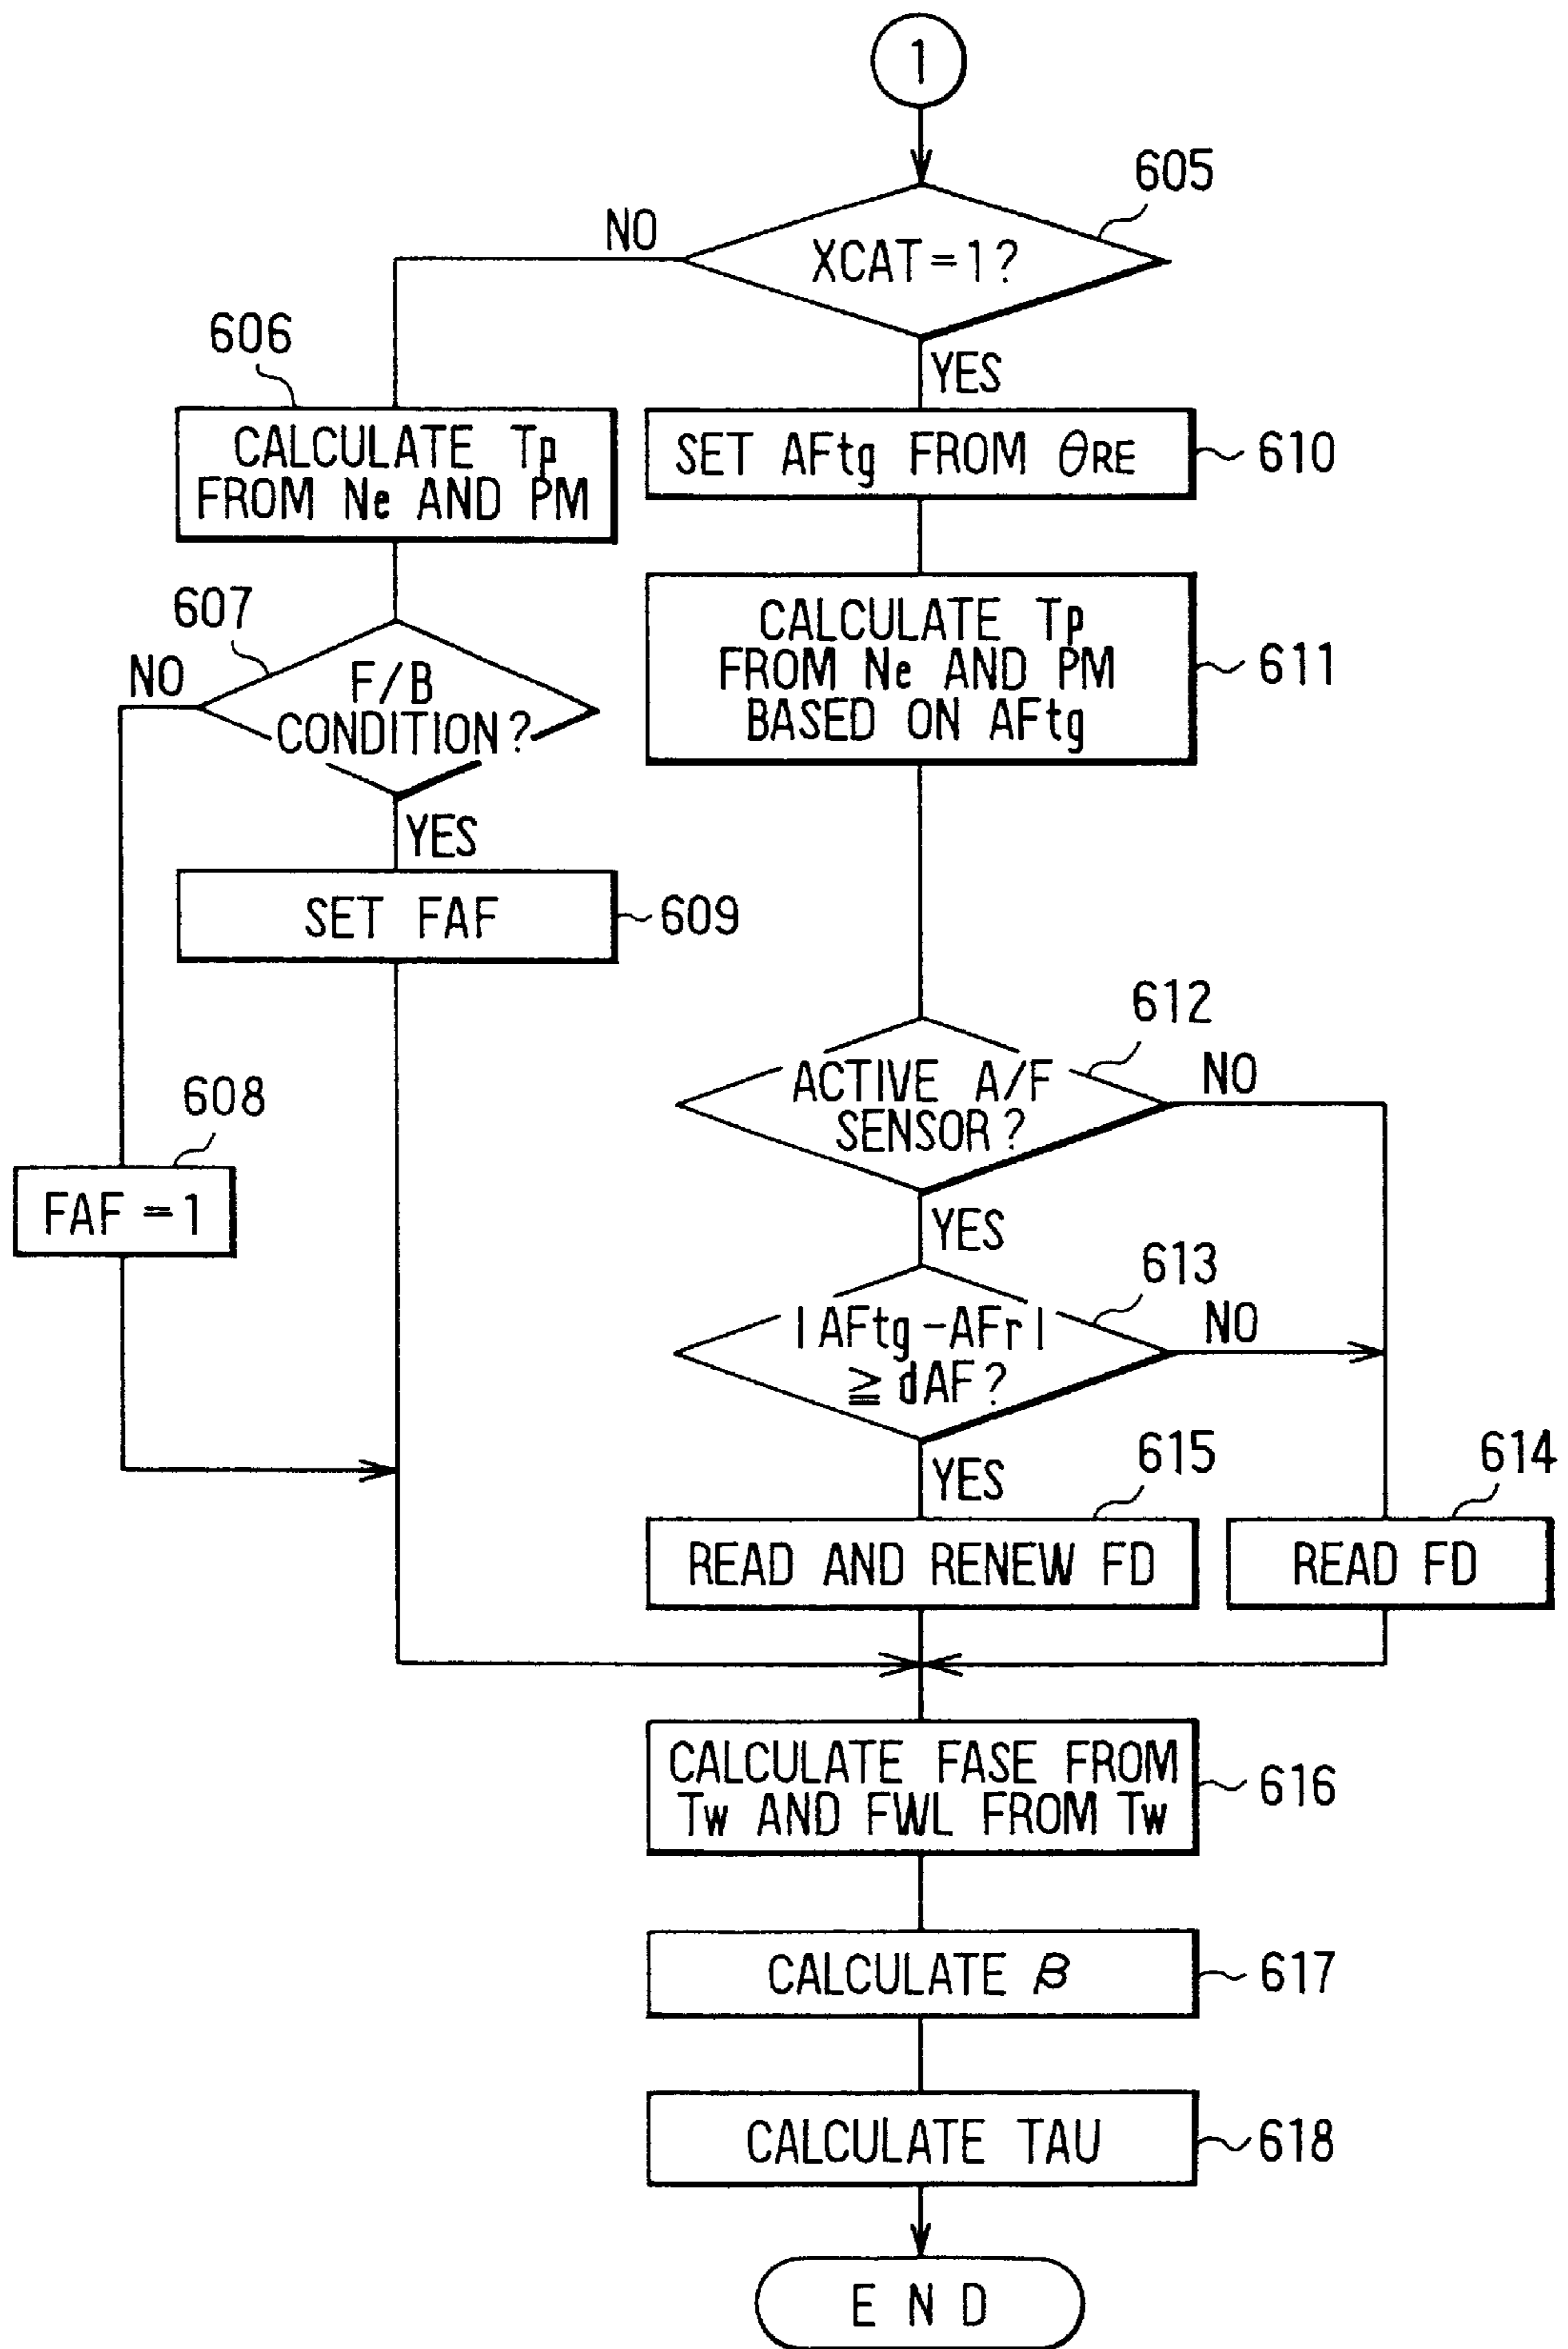 1
605
NO
XCAT=1?
606
YES
CALCULATE Tp
FROM Ne AND PM
SET AFtg FROM θRE
610
607
CALCULATE Tp
FROM Ne AND PM
BASED ON AFtg
611
NO
F/B
CONDITION?
YES
SET FAF
609
612
ACTIVE A/F
SENSOR?
NO
608
FAF=1
YES
613
|AFtg-AFr|
≧dAF?
NO
YES
615
614
READ AND RENEW FD
READ FD
CALCULATE FASE FROM
Tw AND FWL FROM Tw
616
CALCULATE β
617
CALCULATE TAU
618
END